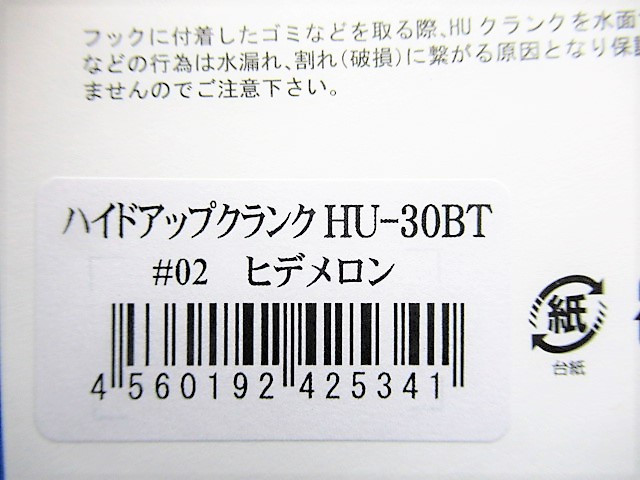 フックに付着したゴミなどを取る際、HUクランクを水面
などの行為は水漏れ、割れ(破損)に繋がる原因となり保
ませんのでご注意下さい。
ハイドアップクランクHU-30BT
#02 ヒデメロン
4 560192 425341
紙
台紙